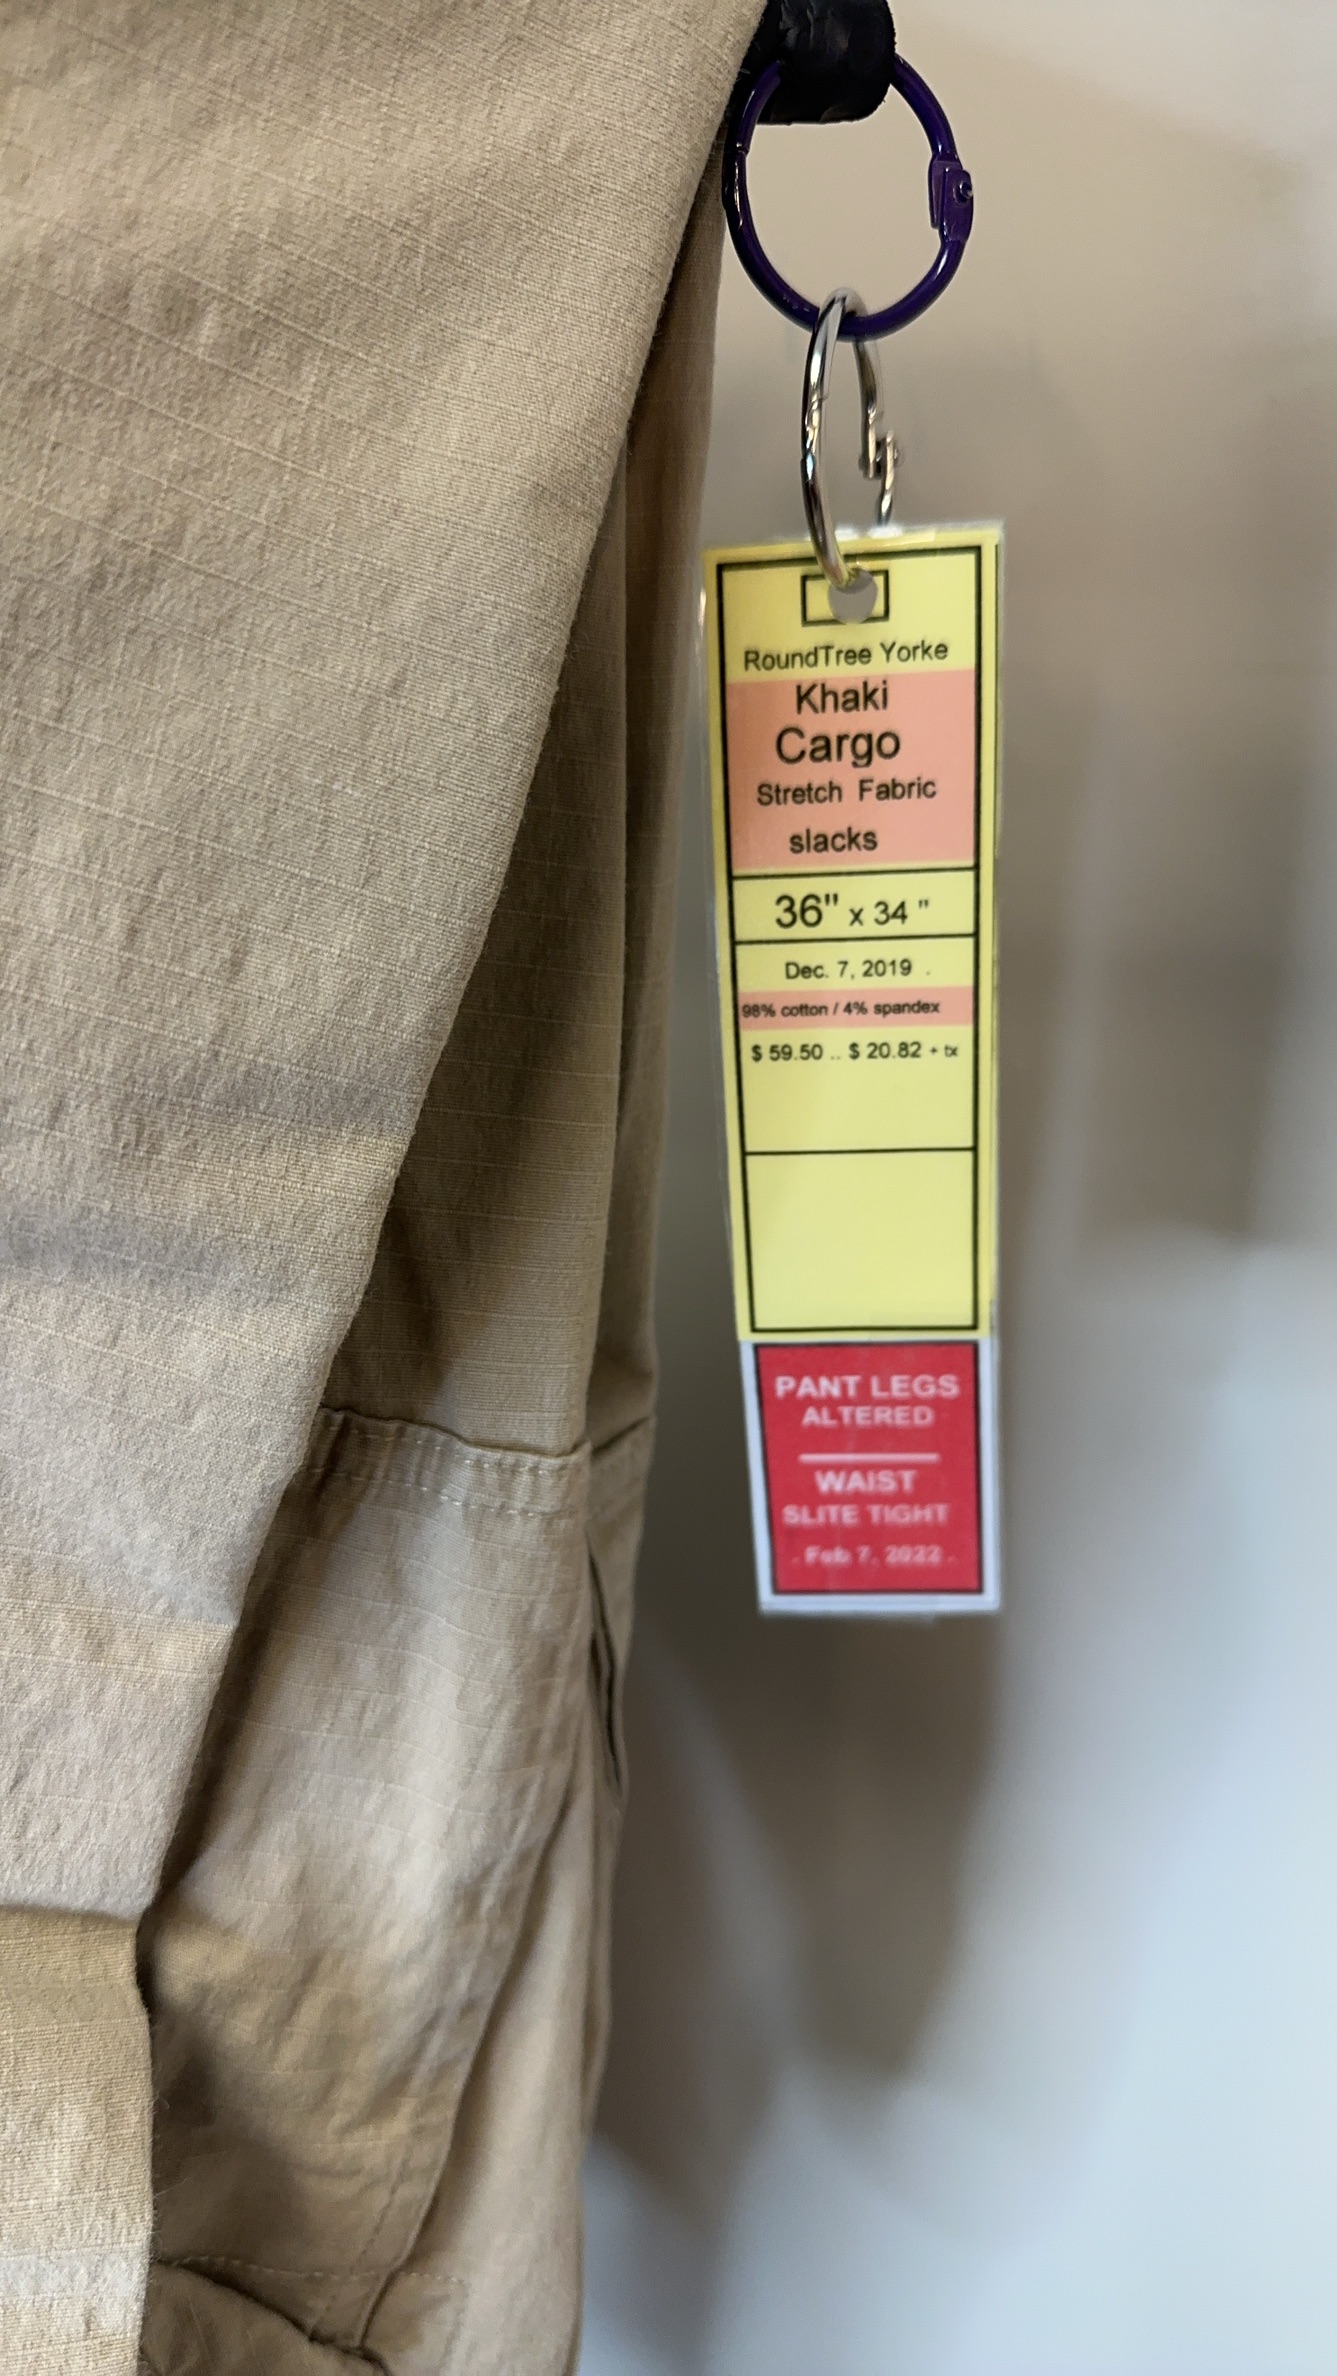 RoundTree Yorke
Khaki
Cargo
Stretch Fabric
slacks
36" x 34 "
Dec. 7, 2019 .
98% cotton / 4% spandex
$ 59.50 .. $ 20.82 + tx
PANT LEGS
ALTERED
WAIST
SLITE TIGHT
. Feb 7, 2022 .